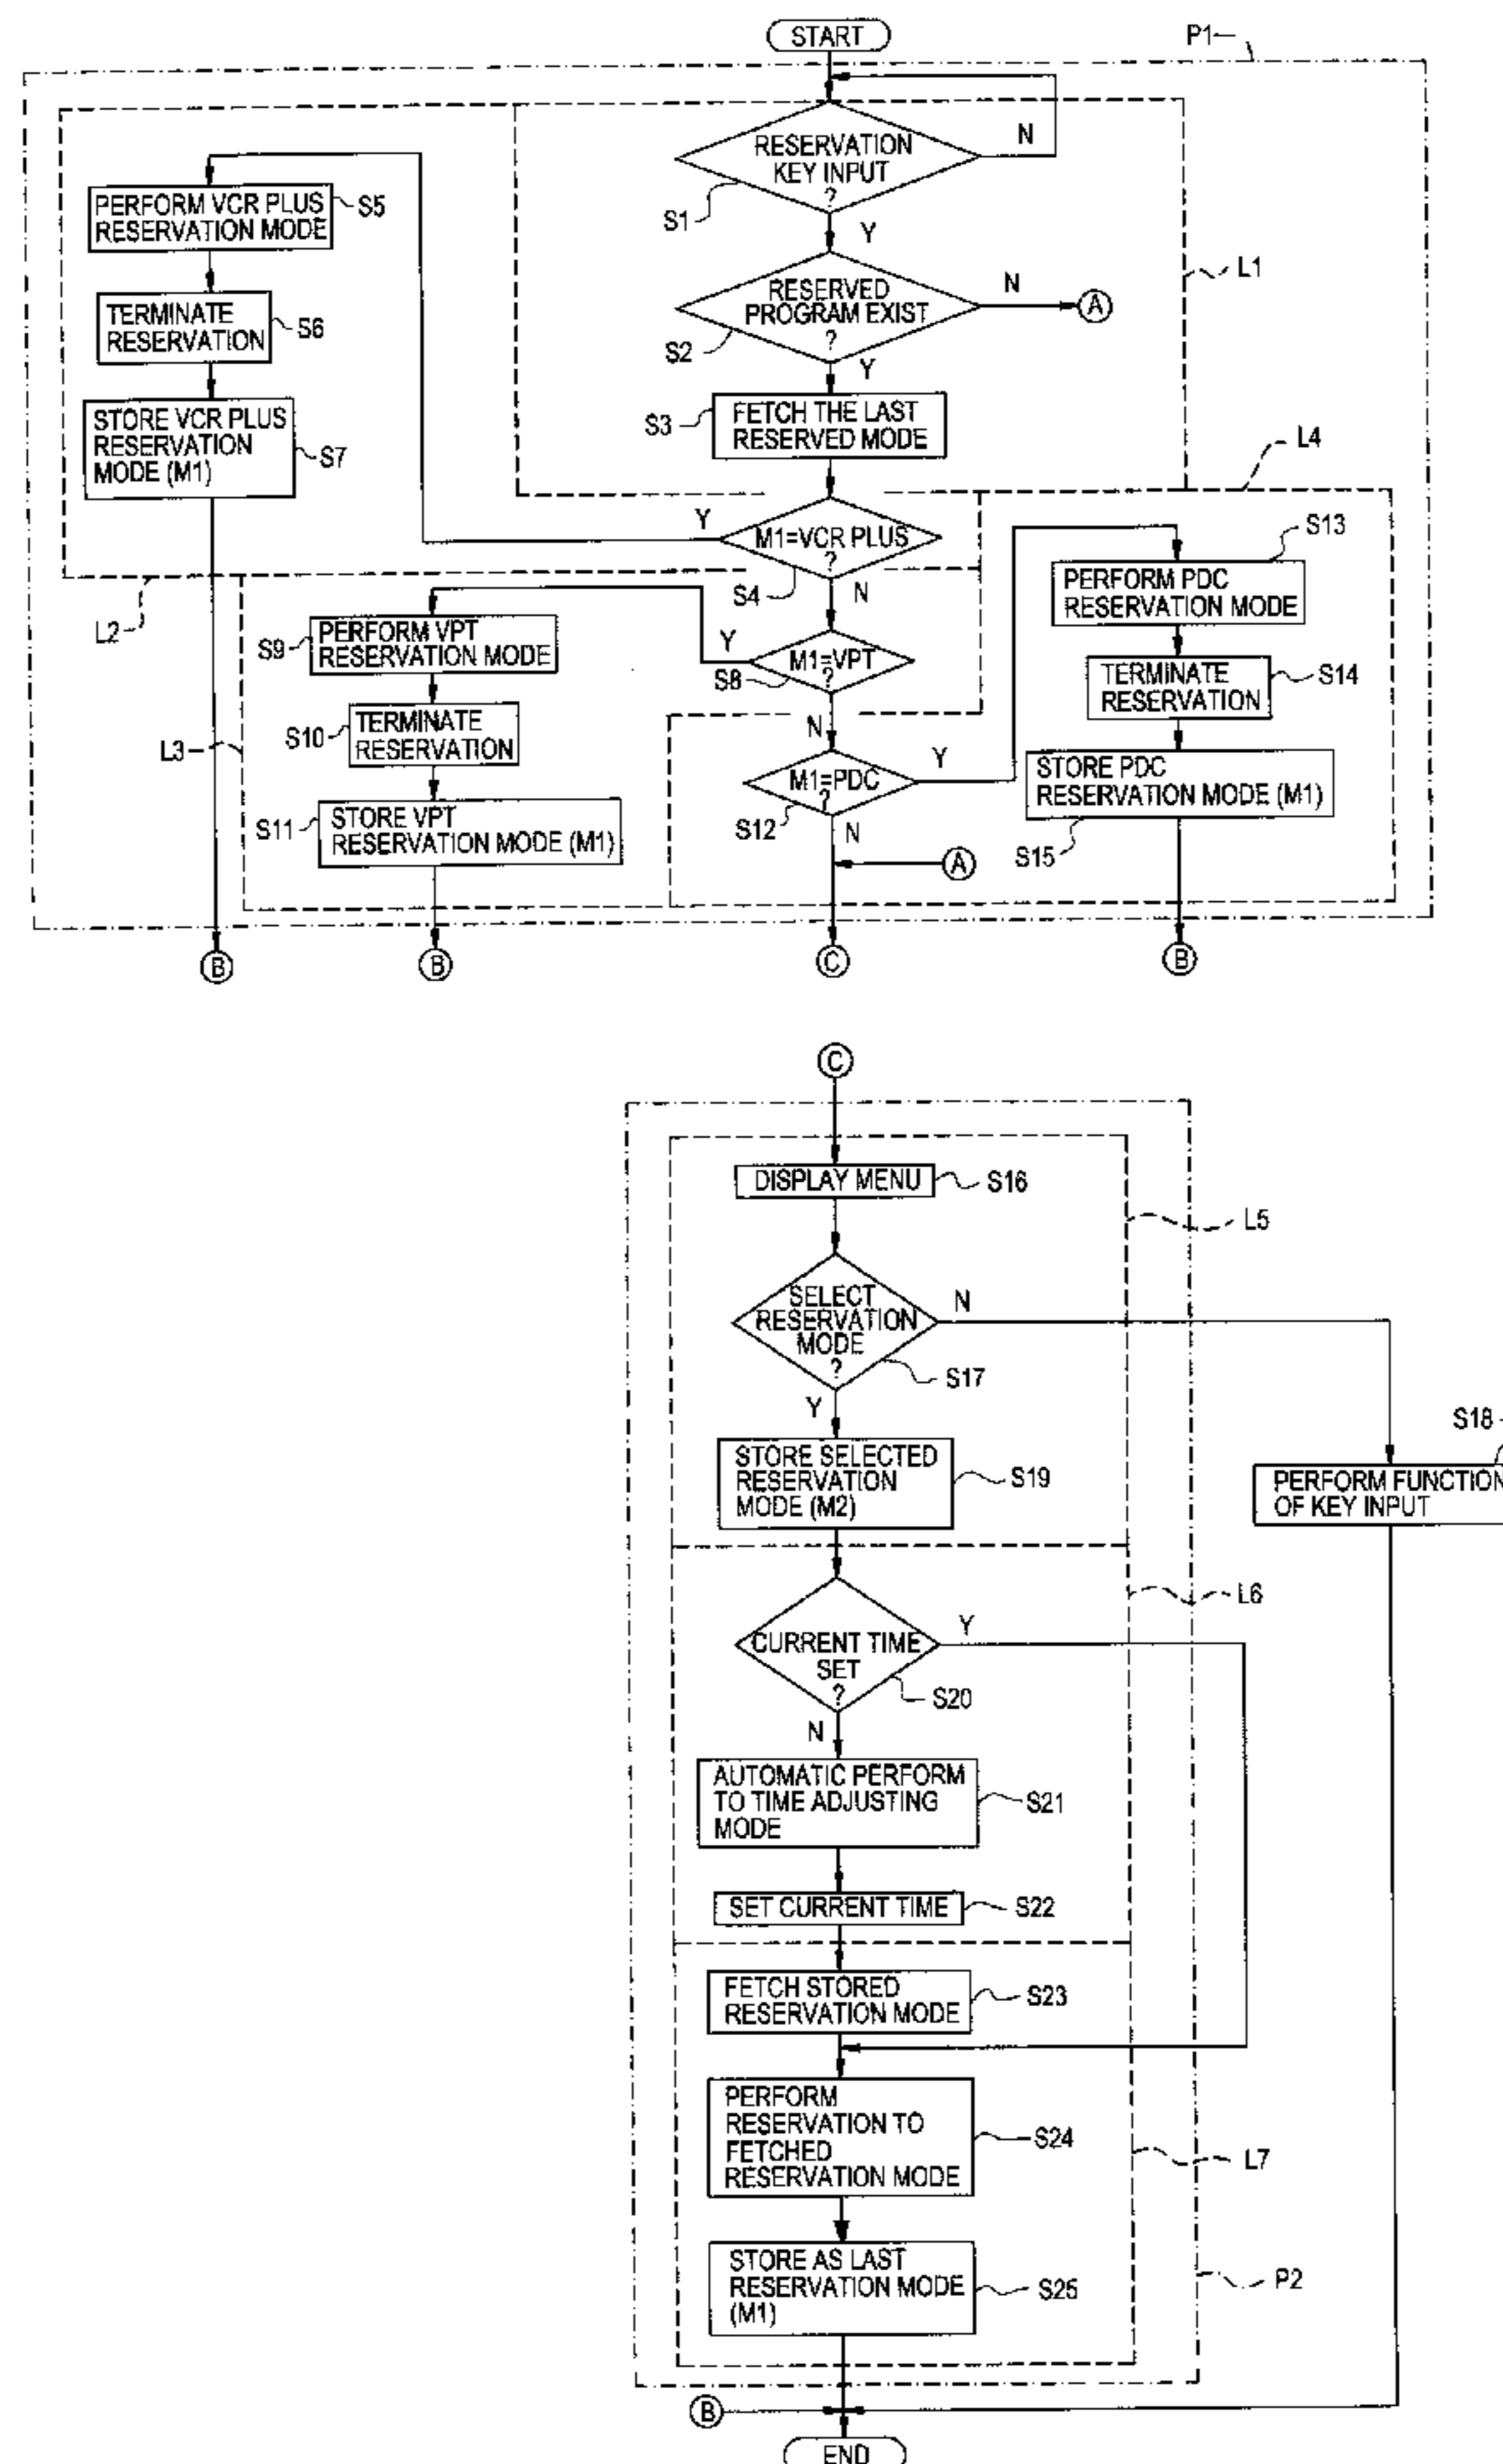 START
P1
RESERVATION
KEY INPUT
?
N
S1
Y
RESERVED
PROGRAM EXIST
?
N
A
S2
Y
L1
FETCH THE LAST
RESERVED MODE
S3
PERFORM VCR PLUS
RESERVATION MODE
S5
TERMINATE
RESERVATION
S6
STORE VCR PLUS
RESERVATION
MODE (M1)
S7
L4
Y
M1=VCR PLUS
?
S4
N
L2
S13
PERFORM PDC
RESERVATION MODE
S9
PERFORM VPT
RESERVATION MODE
Y
M1=VPT
?
S8
N
TERMINATE
RESERVATION
S14
L3
S10
TERMINATE
RESERVATION
M1=PDC
?
Y
S12
N
STORE PDC
RESERVATION MODE (M1)
S15
S11
STORE VPT
RESERVATION MODE (M1)
A
B
B
C
B
C
DISPLAY MENU
S16
L5
SELECT
RESERVATION
MODE
?
N
S17
Y
S18
STORE SELECTED
RESERVATION
MODE (M2)
S19
PERFORM FUNCTION
OF KEY INPUT
L6
CURRENT TIME
SET
?
Y
S20
N
AUTOMATIC PERFORM
TO TIME ADJUSTING
MODE
S21
SET CURRENT TIME
S22
FETCH STORED
RESERVATION MODE
S23
PERFORM
RESERVATION TO
FETCHED
RESERVATION MODE
S24
L7
STORE AS LAST
RESERVATION MODE
(M1)
S25
P2
B
END